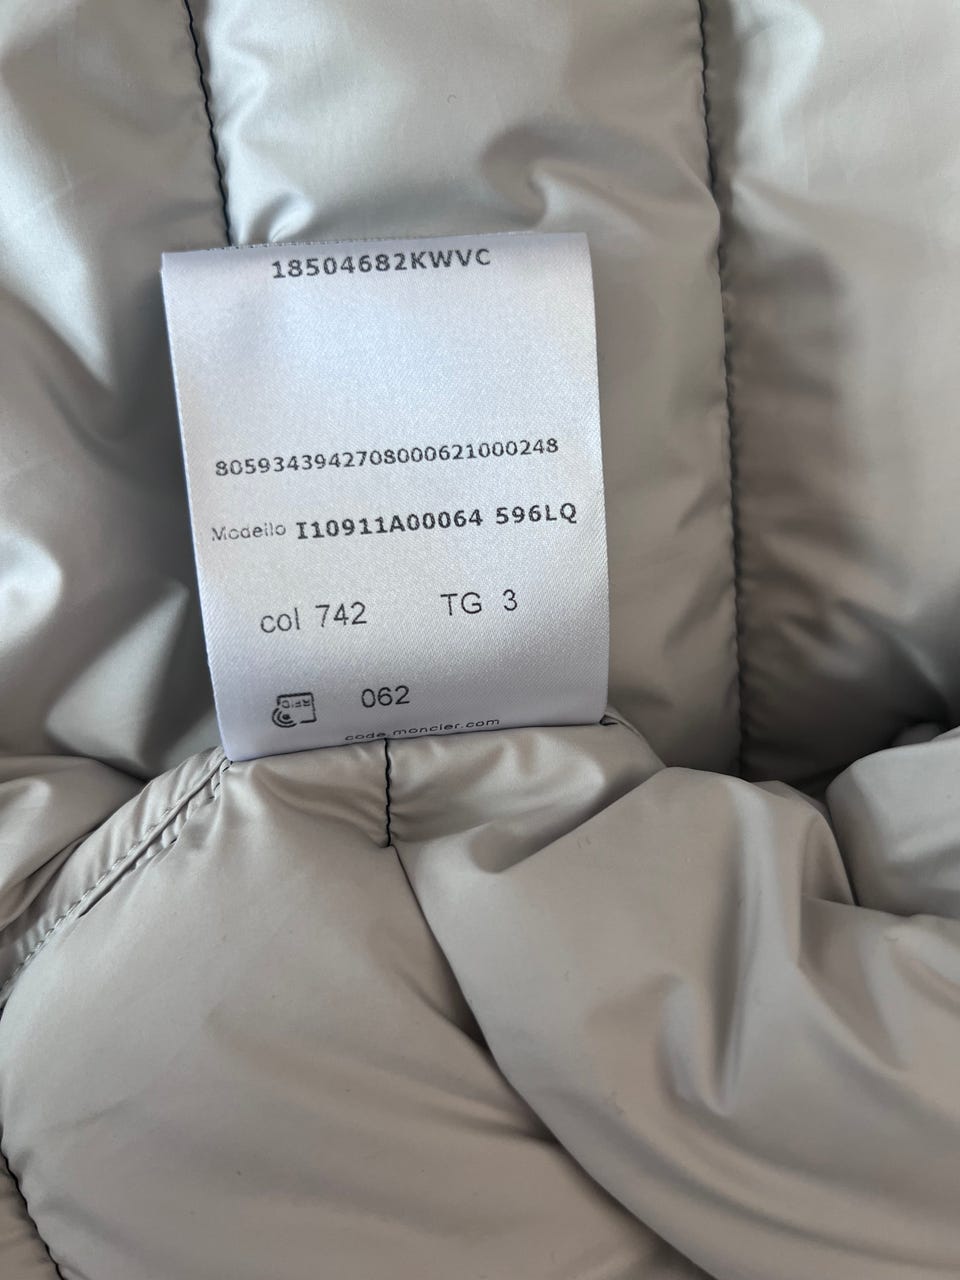 18504682KWVC
8059343942708000621000248
Modello I10911A00064 596LQ
col 742 TG 3
RFID 062
code.moncler.com